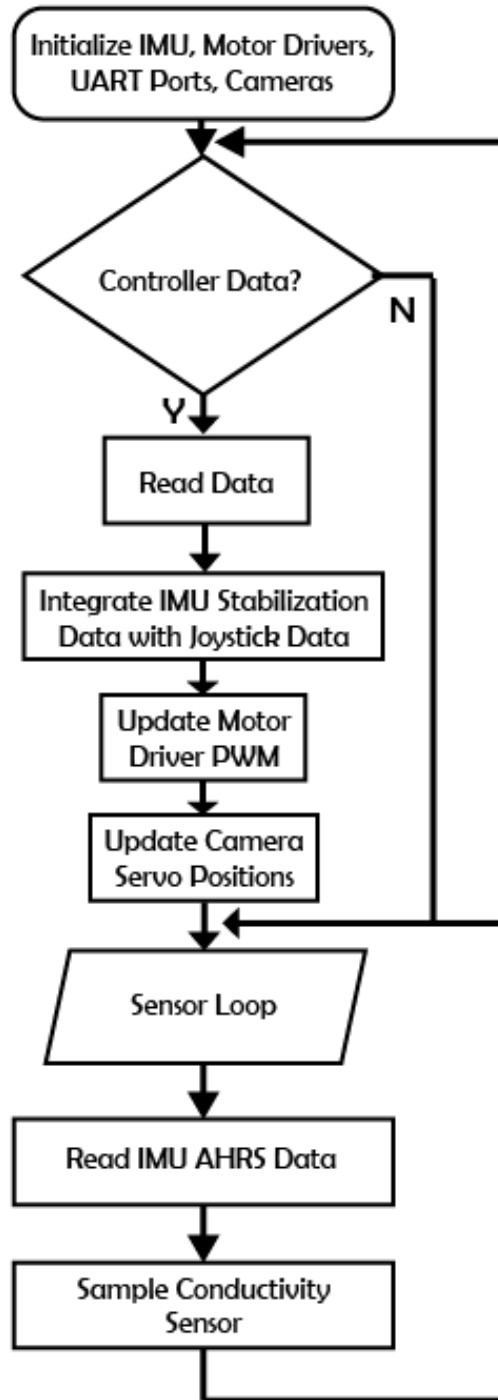 Initialize IMU, Motor Drivers,
UART Ports, Cameras
Controller Data?
N
Y
Read Data
Integrate IMU Stabilization
Data with Joystick Data
Update Motor
Driver PWM
Update Camera
Servo Positions
Sensor Loop
Read IMU AHRS Data
Sample Conductivity
Sensor